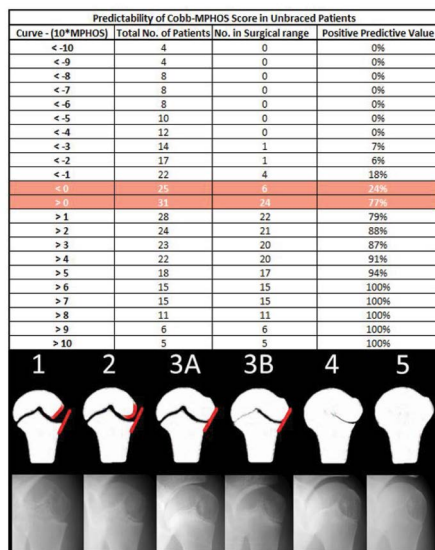 Predictability of Cobb-MPHOS Score in Unbraced Patients
Curve - (10*MPHOS) Total No. of Patients No. in Surgical range Positive Predictive Value
< -10 4 0 0%
< -9 4 0 0%
< -8 8 0 0%
< -7 8 0 0%
< -6 8 0 0%
< -5 10 0 0%
< -4 12 0 0%
< -3 14 1 7%
< -2 17 1 6%
< -1 22 4 18%
< 0 25 6 24%
> 0 31 24 77%
> 1 28 22 79%
> 2 24 21 88%
> 3 23 20 87%
> 4 22 20 91%
> 5 18 17 94%
> 6 15 15 100%
> 7 15 15 100%
> 8 11 11 100%
> 9 6 6 100%
> 10 5 5 100%
1 2 3A 3B 4 5